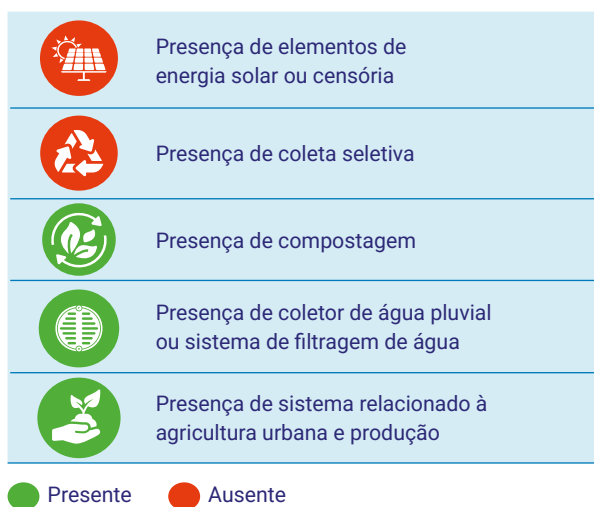 Presença de elementos de
energia solar ou censória
Presença de coleta seletiva
Presença de compostagem
Presença de coletor de água pluvial
ou sistema de filtragem de água
Presença de sistema relacionado à
agricultura urbana e produção
Presente
Ausente